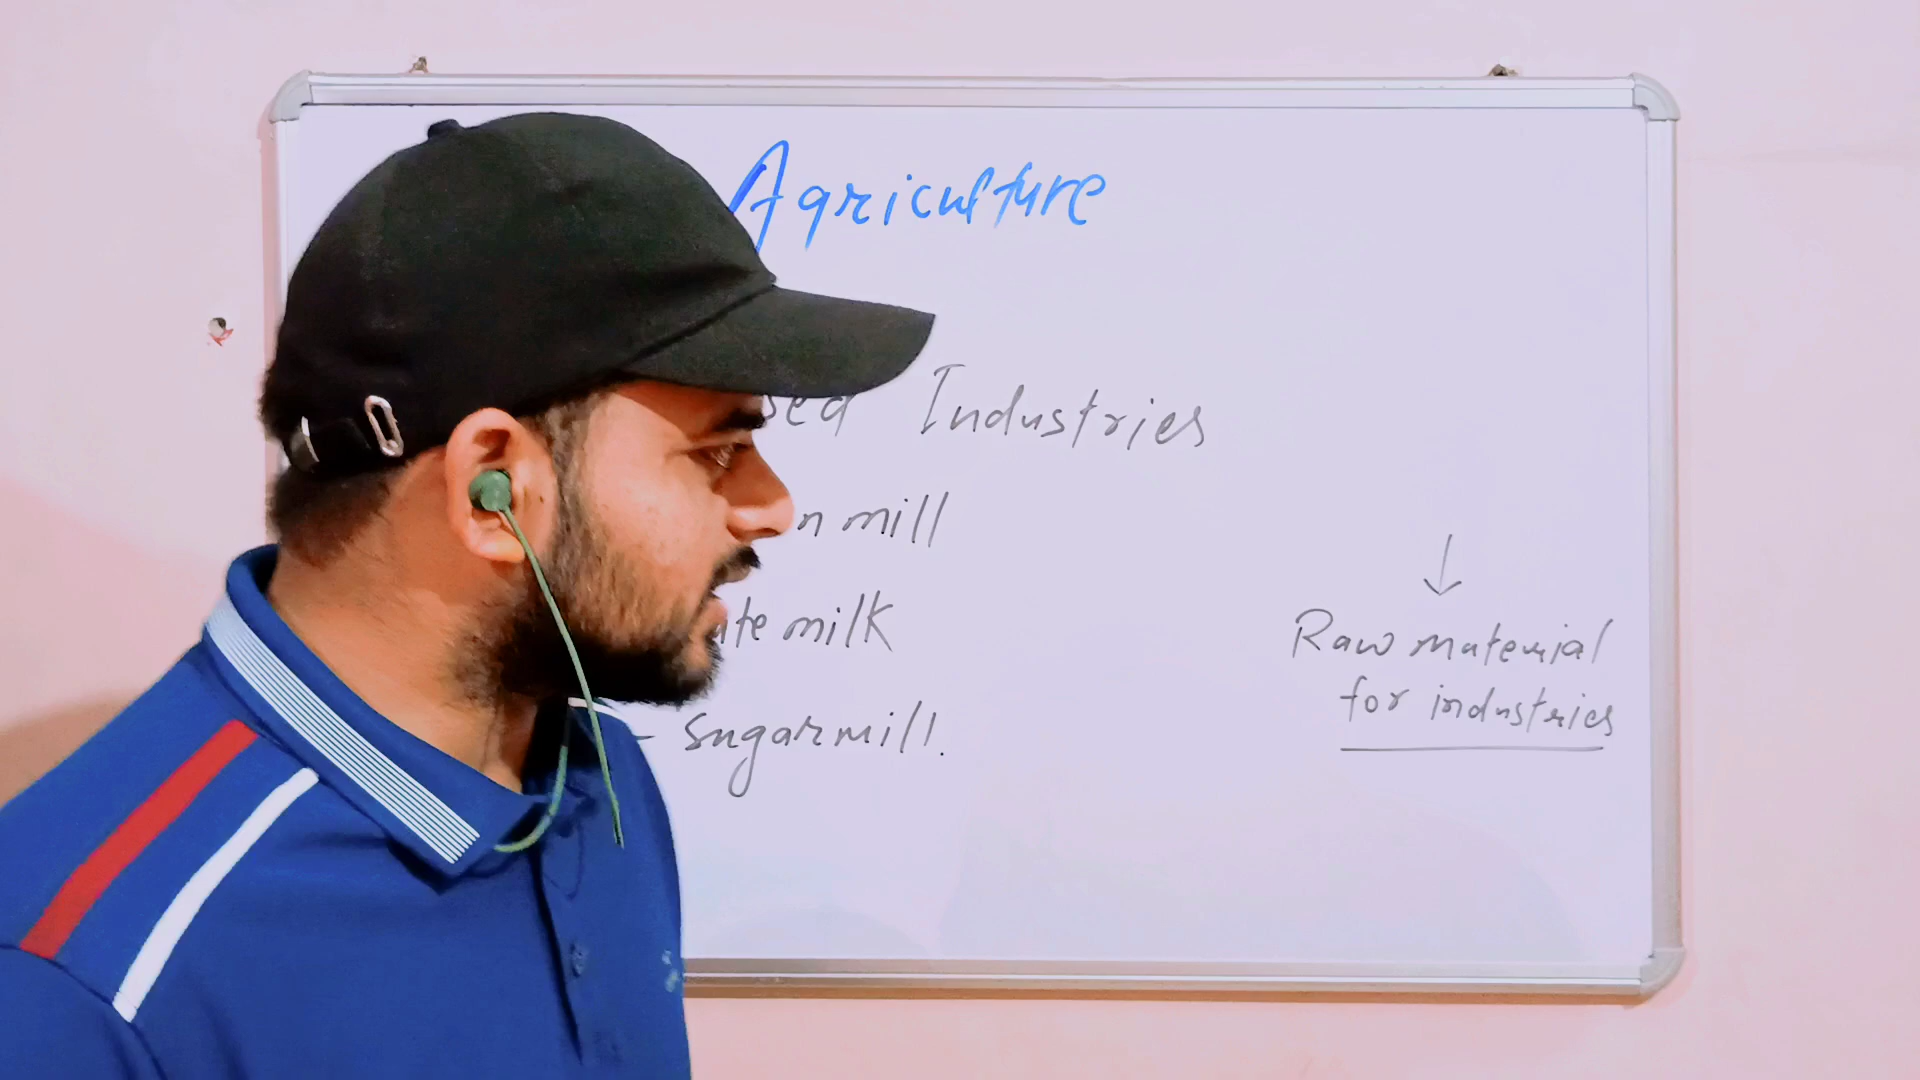 Agriculture
Industries
mill
milk
- sugarmill.
↓
Raw material
for industries